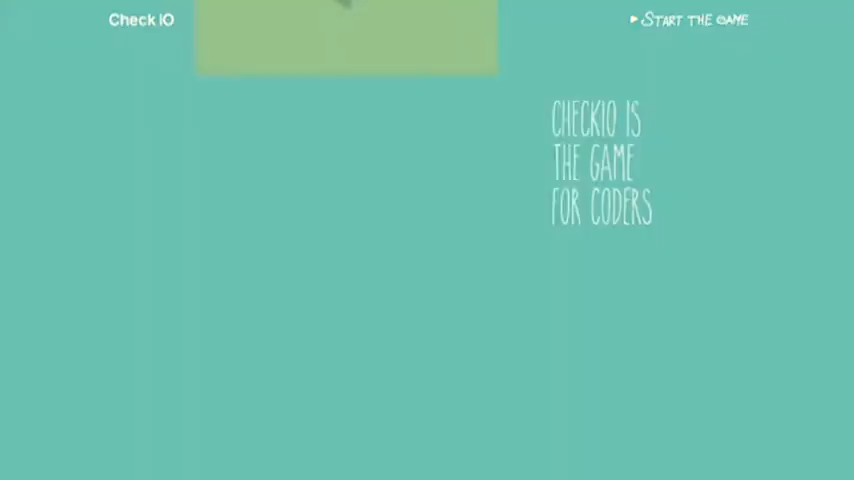 Check IO
START THE GAME
CHECKIO IS
THE GAME
FOR CODERS